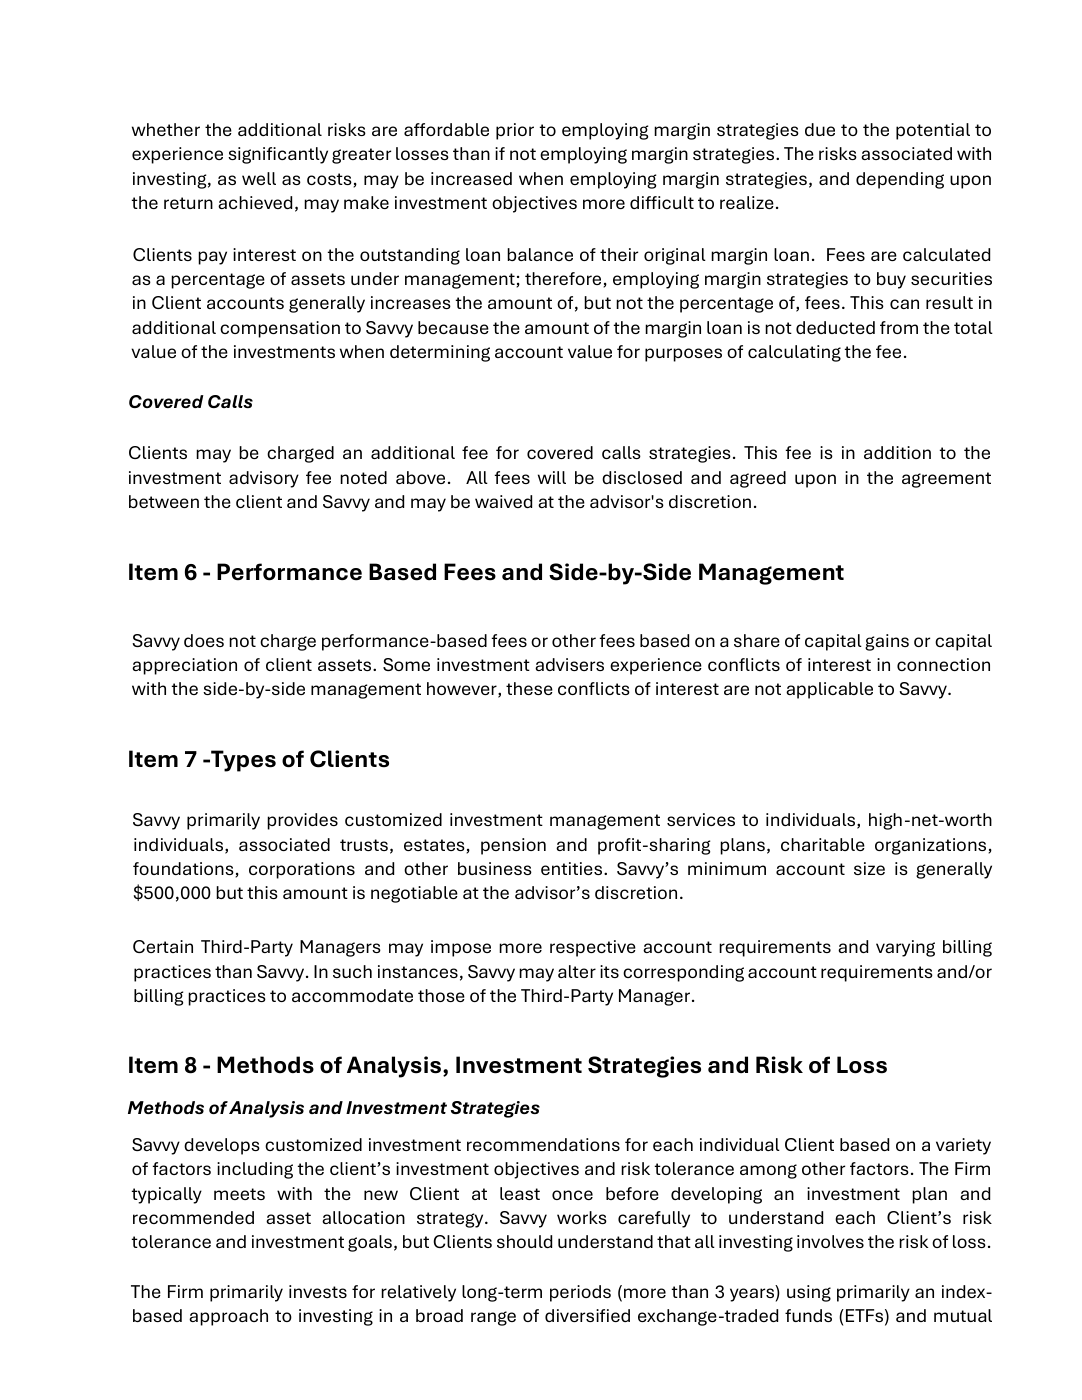 whether the additional risks are affordable prior to employing margin strategies due to the potential to
experience significantly greater losses than if not employing margin strategies. The risks associated with
investing, as well as costs, may be increased when employing margin strategies, and depending upon
the return achieved, may make investment objectives more difficult to realize.
Clients pay interest on the outstanding loan balance of their original margin loan.  Fees are calculated
as a percentage of assets under management; therefore, employing margin strategies to buy securities
in Client accounts generally increases the amount of, but not the percentage of, fees. This can result in
additional compensation to Savvy because the amount of the margin loan is not deducted from the total
value of the investments when determining account value for purposes of calculating the fee.
Covered Calls
Clients may be charged an additional fee for covered calls strategies. This fee is in addition to the
investment advisory fee noted above.  All fees will be disclosed and agreed upon in the agreement
between the client and Savvy and may be waived at the advisor's discretion.
Item 6 - Performance Based Fees and Side-by-Side Management
Savvy does not charge performance-based fees or other fees based on a share of capital gains or capital
appreciation of client assets. Some investment advisers experience conflicts of interest in connection
with the side-by-side management however, these conflicts of interest are not applicable to Savvy.
Item 7 -Types of Clients
Savvy primarily provides customized investment management services to individuals, high-net-worth
individuals, associated trusts, estates, pension and profit-sharing plans, charitable organizations,
foundations, corporations and other business entities. Savvy’s minimum account size is generally
$500,000 but this amount is negotiable at the advisor’s discretion.
Certain Third-Party Managers may impose more respective account requirements and varying billing
practices than Savvy. In such instances, Savvy may alter its corresponding account requirements and/or
billing practices to accommodate those of the Third-Party Manager.
Item 8 - Methods of Analysis, Investment Strategies and Risk of Loss
Methods of Analysis and Investment Strategies
Savvy develops customized investment recommendations for each individual Client based on a variety
of factors including the client’s investment objectives and risk tolerance among other factors. The Firm
typically meets with the new Client at least once before developing an investment plan and
recommended asset allocation strategy. Savvy works carefully to understand each Client’s risk
tolerance and investment goals, but Clients should understand that all investing involves the risk of loss.
The Firm primarily invests for relatively long-term periods (more than 3 years) using primarily an index-
based approach to investing in a broad range of diversified exchange-traded funds (ETFs) and mutual